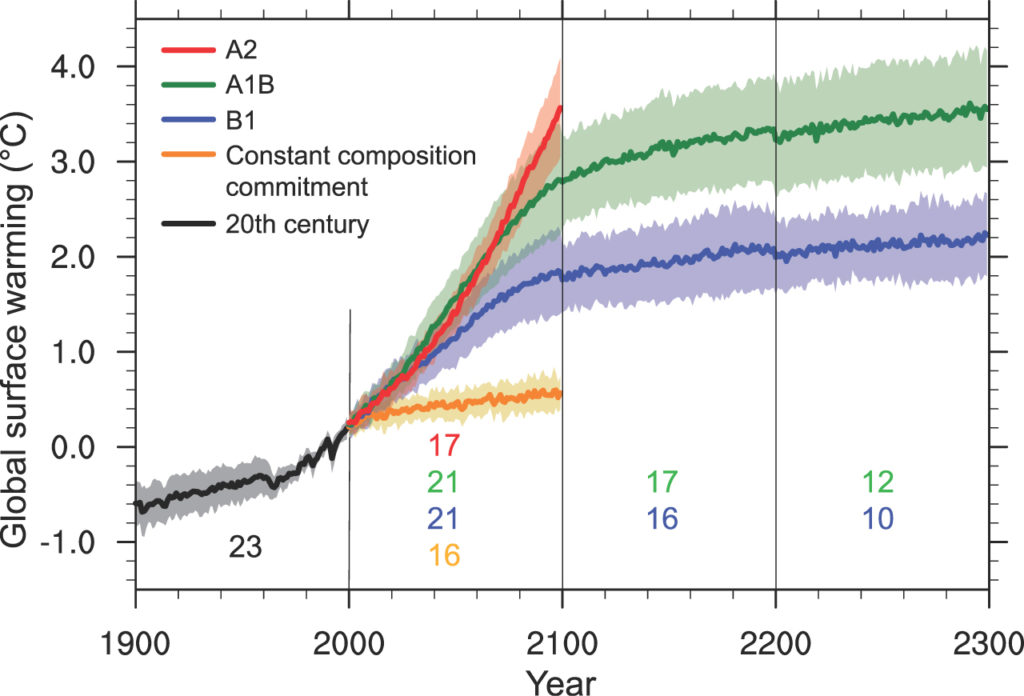 Global surface warming (°C)
4.0
3.0
2.0
1.0
0.0
-1.0
A2
A1B
B1
Constant composition
commitment
20th century
23
17
21
21
16
17
16
12
10
1900
2000
2100
2200
2300
Year